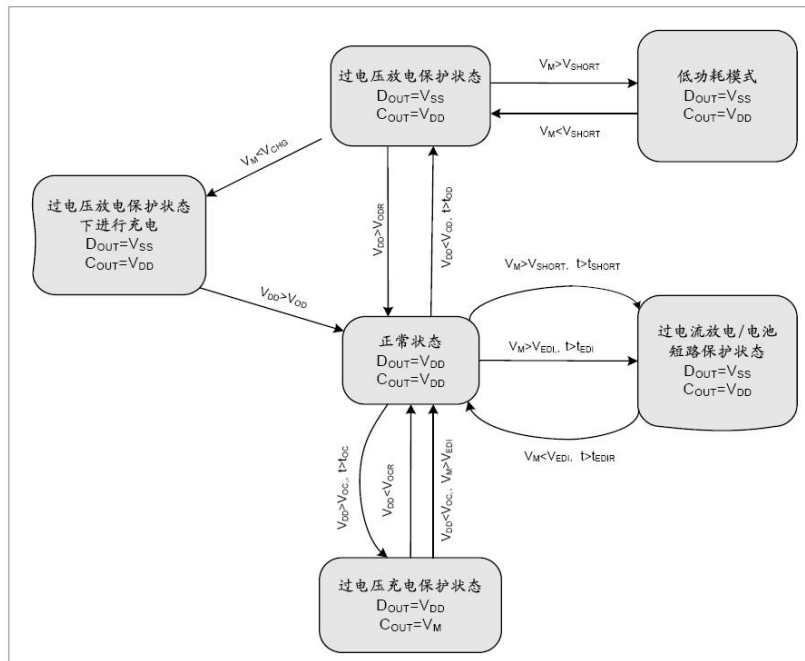 过电压放电保护状态
DOUT=VSS
COUT=VDD
VM>VSHORT
VM<VSHORT
低功耗模式
DOUT=VSS
COUT=VDD
VM<VCHG
过电压放电保护状态
下进行充电
DOUT=VSS
COUT=VDD
VDD>VODR
VDD<VOD, t>tOD
VDD>VOD
VM>VSHORT, t>tSHORT
正常状态
DOUT=VDD
COUT=VDD
VM>VEDI, t>tEDI
过电流放电/电池
短路保护状态
DOUT=VSS
COUT=VDD
VM<VEDI, t>tEDIR
VDD>VOC, t>tOC
VDD<VOCR
VDD<VOC, VM>VEDI
过电压充电保护状态
DOUT=VDD
COUT=VM